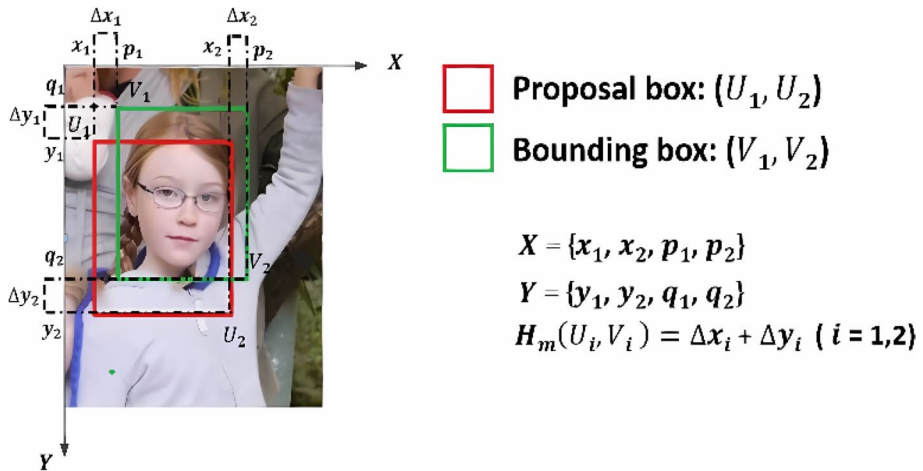 Δx₁ Δx₂
x₁ p₁ x₂ p₂ X
q₁ V₁
Δy₁ U₁
y₁
q₂ V₂
Δy₂
y₂ U₂
Y
Proposal box: (U₁, U₂)
Bounding box: (V₁, V₂)
X = {x₁, x₂, p₁, p₂}
Y = {y₁, y₂, q₁, q₂}
Hₘ(Uᵢ, Vᵢ) = Δxᵢ + Δyᵢ ( i = 1,2)